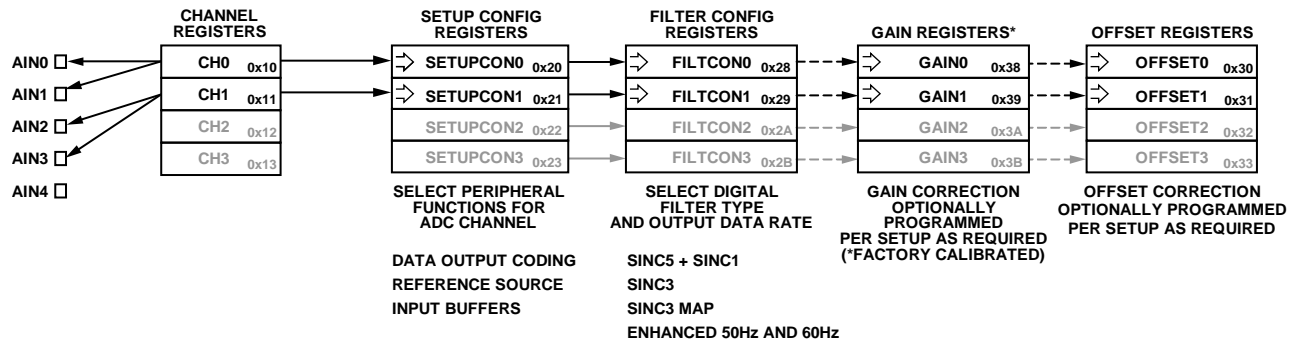 CHANNEL
REGISTERS
SETUP CONFIG
REGISTERS
FILTER CONFIG
REGISTERS
GAIN REGISTERS*
OFFSET REGISTERS
AIN0
AIN1
AIN2
AIN3
AIN4
CH0 0x10
CH1 0x11
CH2 0x12
CH3 0x13
SETUPCON0 0x20
SETUPCON1 0x21
SETUPCON2 0x22
SETUPCON3 0x23
FILTCON0 0x28
FILTCON1 0x29
FILTCON2 0x2A
FILTCON3 0x2B
GAIN0 0x38
GAIN1 0x39
GAIN2 0x3A
GAIN3 0x3B
OFFSET0 0x30
OFFSET1 0x31
OFFSET2 0x32
OFFSET3 0x33
SELECT PERIPHERAL
FUNCTIONS FOR
ADC CHANNEL
DATA OUTPUT CODING
REFERENCE SOURCE
INPUT BUFFERS
SELECT DIGITAL
FILTER TYPE
AND OUTPUT DATA RATE
SINC5 + SINC1
SINC3
SINC3 MAP
ENHANCED 50Hz AND 60Hz
GAIN CORRECTION
OPTIONALLY
PROGRAMMED
PER SETUP AS REQUIRED
(*FACTORY CALIBRATED)
OFFSET CORRECTION
OPTIONALLY PROGRAMMED
PER SETUP AS REQUIRED